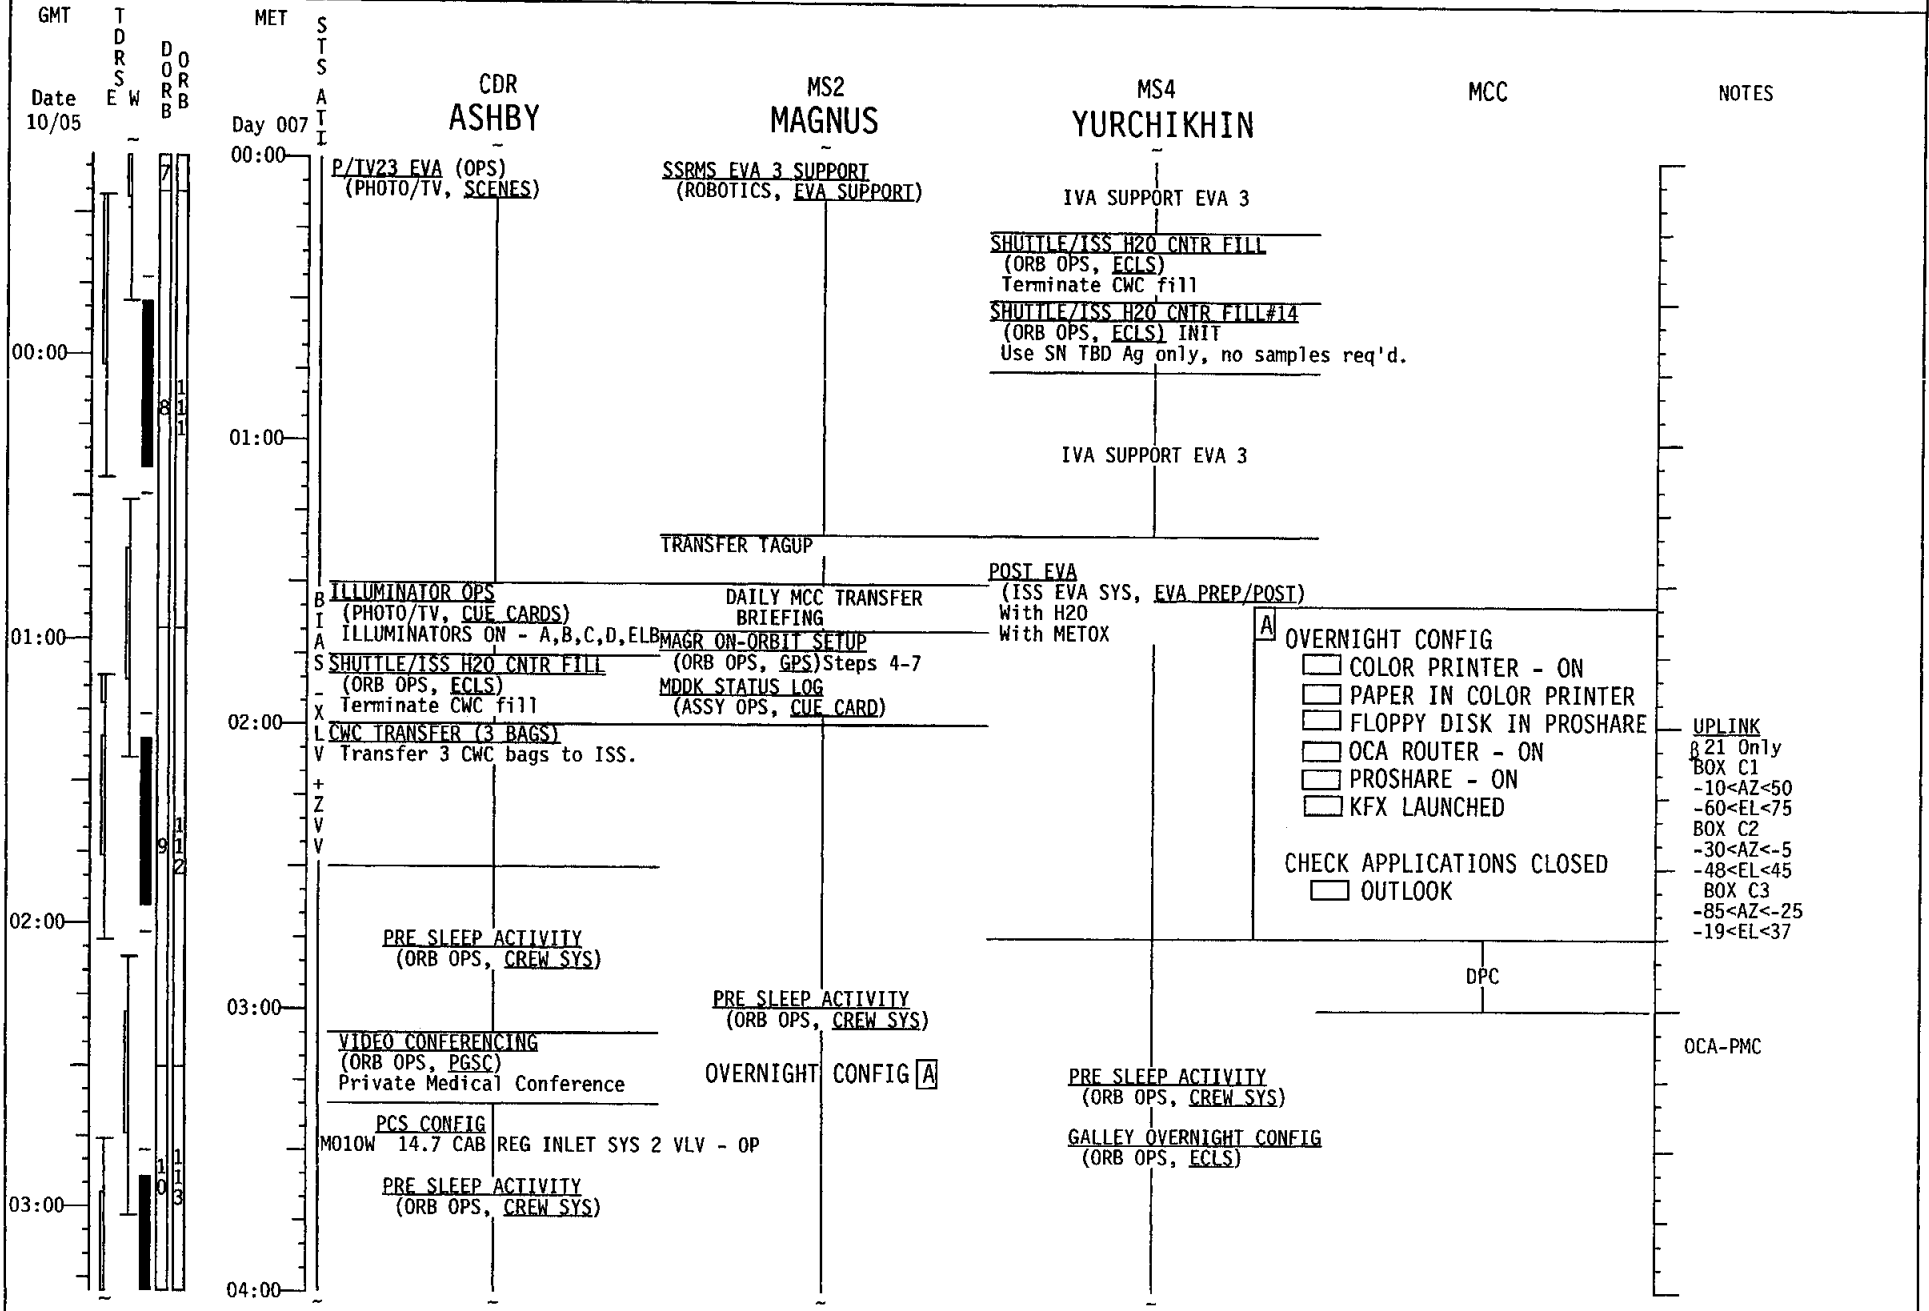 GMT
TDRS
E W
DORB
ORB
MET
STS ATT
Date
10/05
Day 007
CDR
ASHBY
MS2
MAGNUS
MS4
YURCHIKHIN
MCC
NOTES
00:00
01:00
02:00
03:00
7
8
9
10
111
112
113
00:00
01:00
02:00
03:00
04:00
BIAS -XLV +ZVV
P/TV23 EVA (OPS)
(PHOTO/TV, SCENES)
ILLUMINATOR OPS
(PHOTO/TV, CUE CARDS)
ILLUMINATORS ON - A,B,C,D,ELB
SHUTTLE/ISS H2O CNTR FILL
(ORB OPS, ECLS)
Terminate CWC fill
CWC TRANSFER (3 BAGS)
Transfer 3 CWC bags to ISS.
PRE SLEEP ACTIVITY
(ORB OPS, CREW SYS)
VIDEO CONFERENCING
(ORB OPS, PGSC)
Private Medical Conference
PCS CONFIG
MO10W 14.7 CAB REG INLET SYS 2 VLV - OP
PRE SLEEP ACTIVITY
(ORB OPS, CREW SYS)
SSRMS EVA 3 SUPPORT
(ROBOTICS, EVA SUPPORT)
TRANSFER TAGUP
DAILY MCC TRANSFER
BRIEFING
MAGR ON-ORBIT SETUP
(ORB OPS, GPS)Steps 4-7
MDDK STATUS LOG
(ASSY OPS, CUE CARD)
PRE SLEEP ACTIVITY
(ORB OPS, CREW SYS)
OVERNIGHT CONFIG A
IVA SUPPORT EVA 3
SHUTTLE/ISS H2O CNTR FILL
(ORB OPS, ECLS)
Terminate CWC fill
SHUTTLE/ISS H2O CNTR FILL#14
(ORB OPS, ECLS) INIT
Use SN TBD Ag only, no samples req'd.
IVA SUPPORT EVA 3
POST EVA
(ISS EVA SYS, EVA PREP/POST)
With H2O
With METOX
PRE SLEEP ACTIVITY
(ORB OPS, CREW SYS)
GALLEY OVERNIGHT CONFIG
(ORB OPS, ECLS)
A
OVERNIGHT CONFIG
COLOR PRINTER - ON
PAPER IN COLOR PRINTER
FLOPPY DISK IN PROSHARE
OCA ROUTER - ON
PROSHARE - ON
KFX LAUNCHED
CHECK APPLICATIONS CLOSED
OUTLOOK
DPC
UPLINK
β 21 Only
BOX C1
-10<AZ<50
-60<EL<75
BOX C2
-30<AZ<-5
-48<EL<45
BOX C3
-85<AZ<-25
-19<EL<37
OCA-PMC